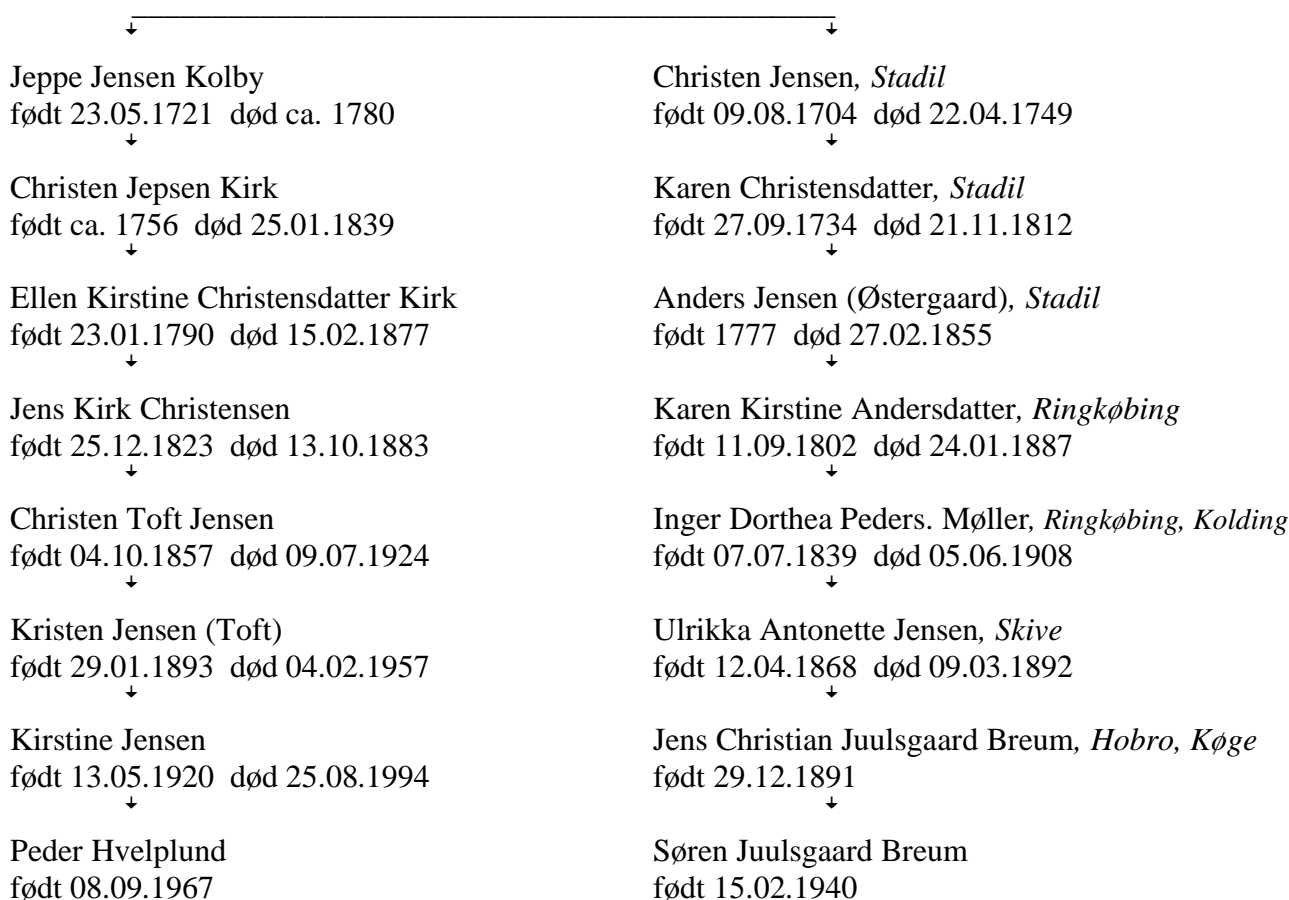 Jeppe Jensen Kolby
født 23.05.1721 død ca. 1780
Christen Jepsen Kirk
født ca. 1756 død 25.01.1839
Ellen Kirstine Christensdatter Kirk
født 23.01.1790 død 15.02.1877
Jens Kirk Christensen
født 25.12.1823 død 13.10.1883
Christen Toft Jensen
født 04.10.1857 død 09.07.1924
Kristen Jensen (Toft)
født 29.01.1893 død 04.02.1957
Kirstine Jensen
født 13.05.1920 død 25.08.1994
Peder Hvelplund
født 08.09.1967
Christen Jensen, Stadil
født 09.08.1704 død 22.04.1749
Karen Christensdatter, Stadil
født 27.09.1734 død 21.11.1812
Anders Jensen (Østergaard), Stadil
født 1777 død 27.02.1855
Karen Kirstine Andersdatter, Ringkøbing
født 11.09.1802 død 24.01.1887
Inger Dorthea Peders. Møller, Ringkøbing, Kolding
født 07.07.1839 død 05.06.1908
Ulrikka Antonette Jensen, Skive
født 12.04.1868 død 09.03.1892
Jens Christian Juulsgaard Breum, Hobro, Køge
født 29.12.1891
Søren Juulsgaard Breum
født 15.02.1940